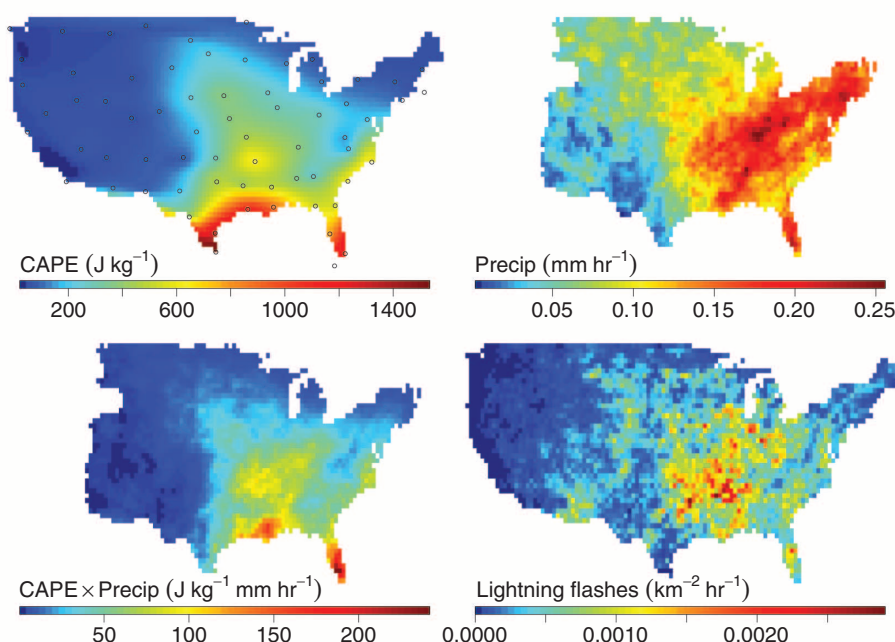 CAPE (J kg⁻¹)
200 600 1000 1400
Precip (mm hr⁻¹)
0.05 0.10 0.15 0.20 0.25
CAPE × Precip (J kg⁻¹ mm hr⁻¹)
50 100 150 200
Lightning flashes (km⁻² hr⁻¹)
0.0000 0.0010 0.0020